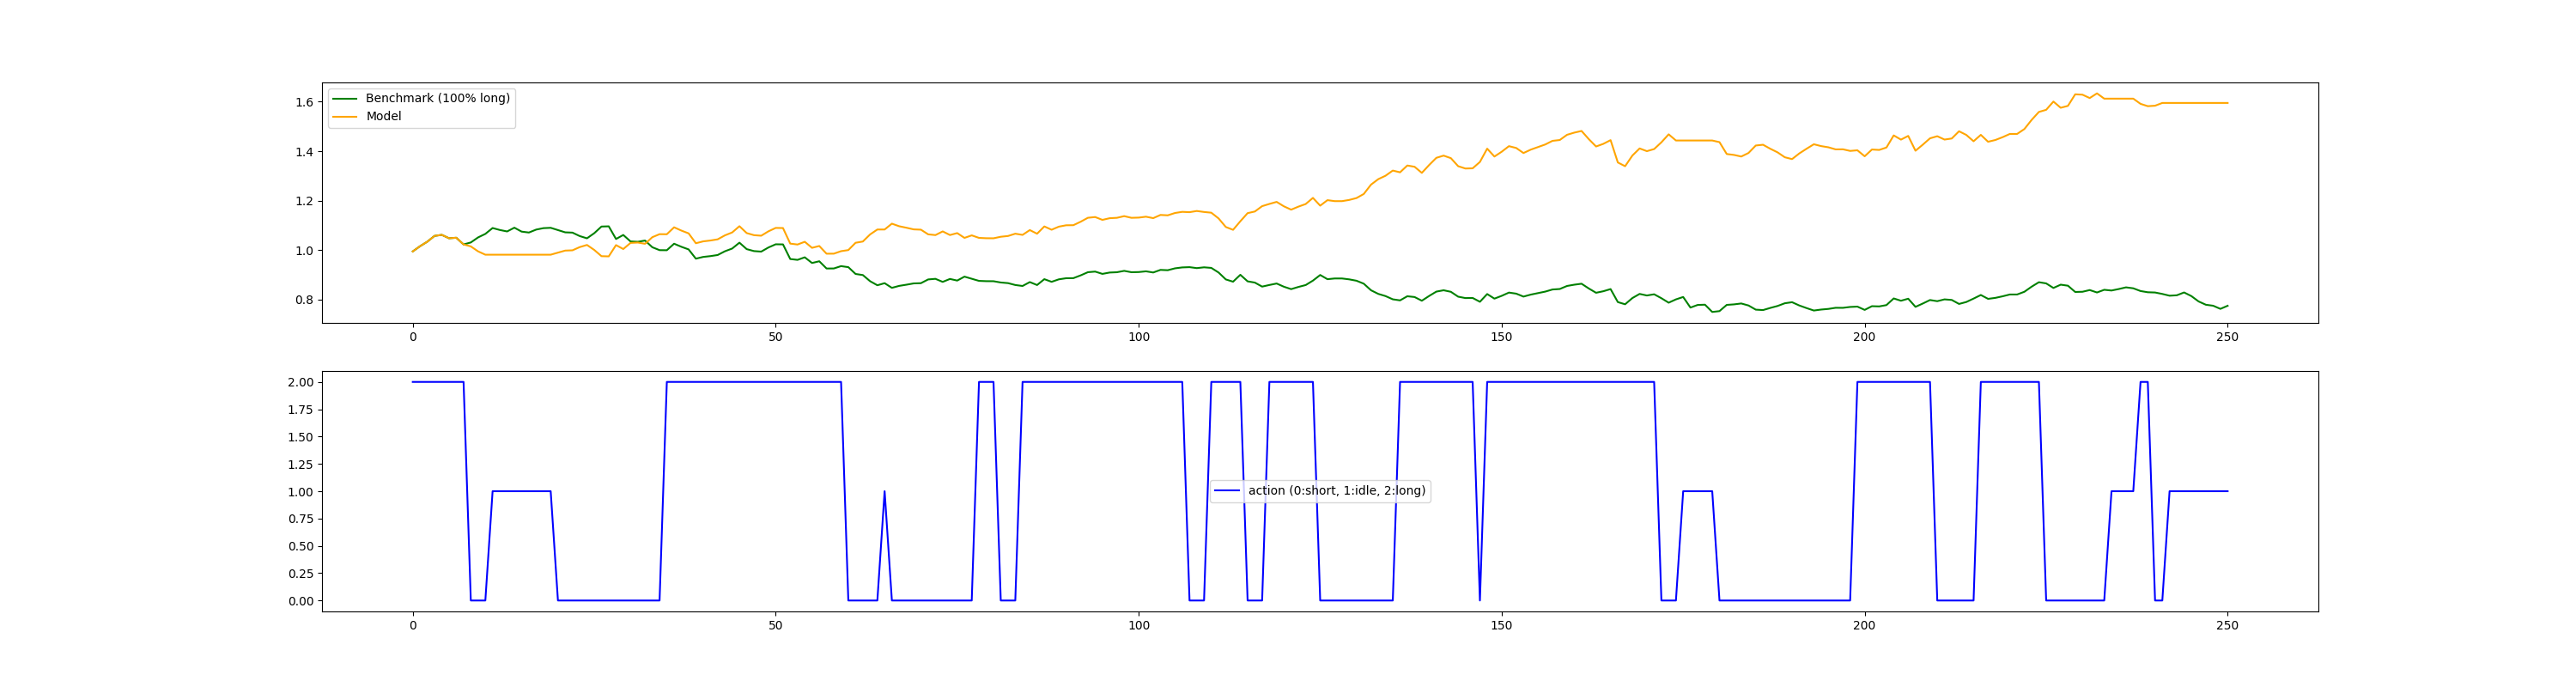 Benchmark (100% long)
Model
1.6
1.4
1.2
1.0
0.8
0 50 100 150 200 250
2.00
1.75
1.50
1.25
1.00
0.75
0.50
0.25
0.00
action (0:short, 1:idle, 2:long)
0 50 100 150 200 250